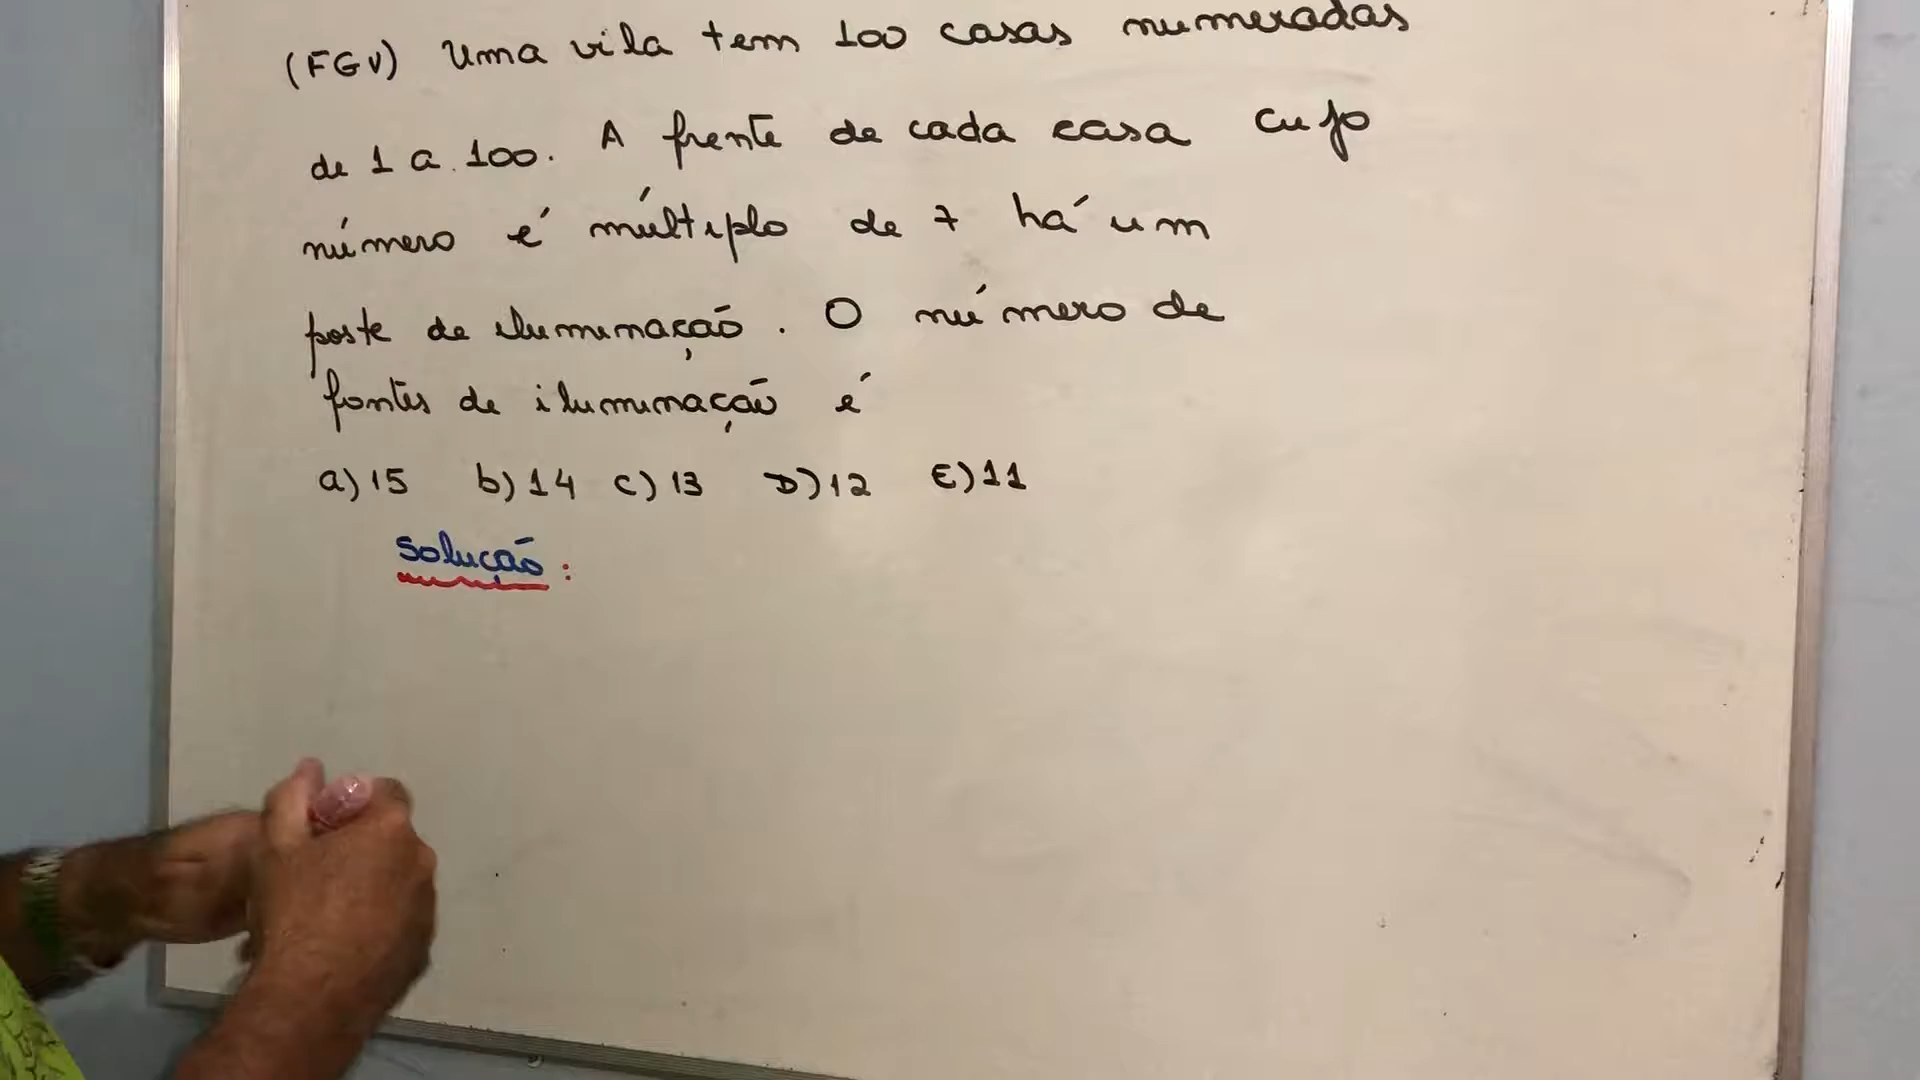 (FGV) Uma vila tem 100 casas numeradas
de 1 a 100. A frente de cada casa cujo
número é múltiplo de 7 há um
poste de iluminação. O número de
fontes de iluminação é
a) 15 b) 14 c) 13 D) 12 E) 11
Solução: